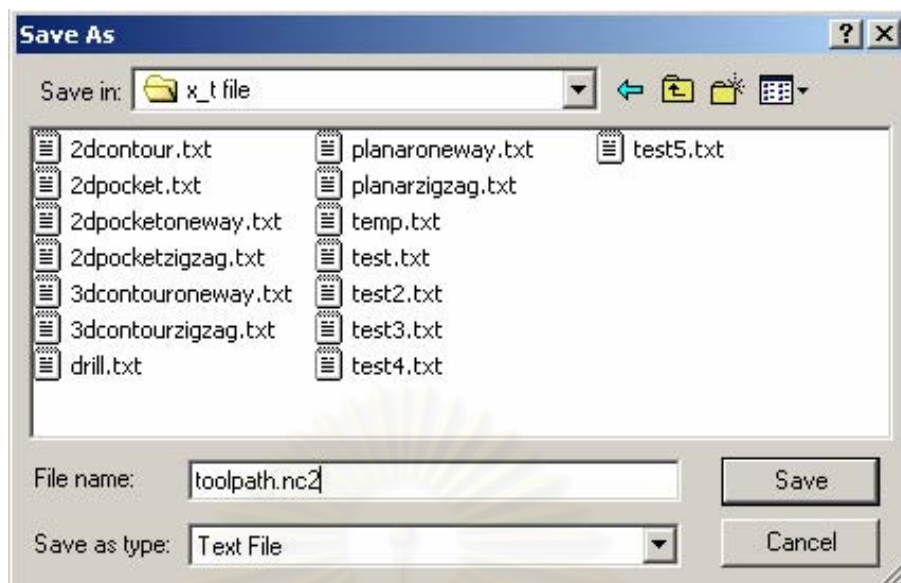 Save As
Save in: x_t file
2dcontour.txt
2dpocket.txt
2dpocketoneway.txt
2dpocketzigzag.txt
3dcontouroneway.txt
3dcontourzigzag.txt
drill.txt
planaroneway.txt
planarzigzag.txt
temp.txt
test.txt
test2.txt
test3.txt
test4.txt
test5.txt
File name: toolpath.nc2 Save
Save as type: Text File Cancel